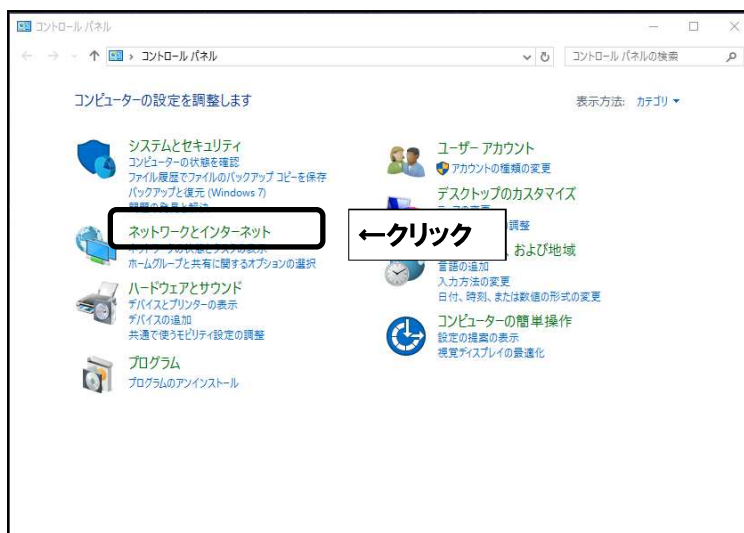 コントロール パネル
コントロール パネル
コントロール パネルの検索
コンピューターの設定を調整します
表示方法: カテゴリ
システムとセキュリティ
コンピューターの状態を確認
ファイル履歴でファイルのバックアップ コピーを保存
バックアップと復元 (Windows 7)
ネットワークとインターネット
ホームグループと共有に関するオプションの選択
ハードウェアとサウンド
デバイスとプリンターの表示
デバイスの追加
共通で使うモビリティ設定の調整
プログラム
プログラムのアンインストール
ユーザー アカウント
アカウントの種類の変更
デスクトップのカスタマイズ
←クリック
調整
および地域
言語の追加
入力方法の変更
日付、時刻、または数値の形式の変更
コンピューターの簡単操作
設定の提案の表示
視覚ディスプレイの最適化